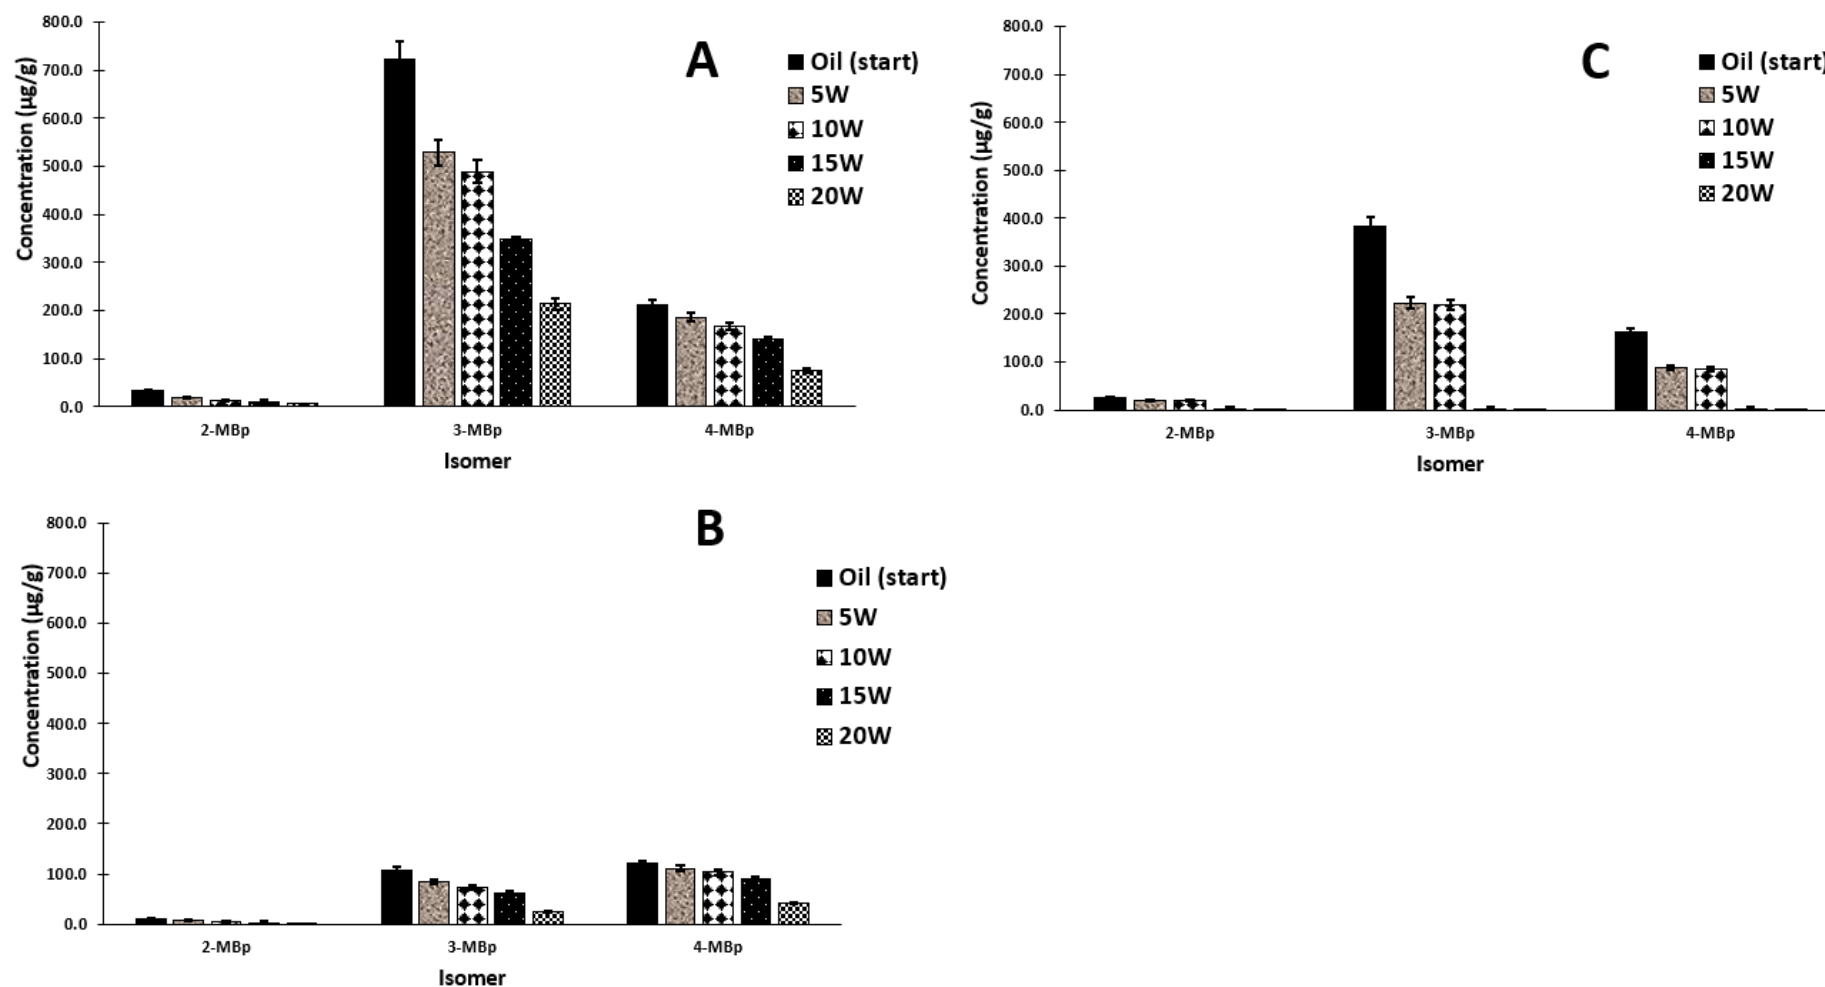 A
Concentration (µg/g)
800.0
700.0
600.0
500.0
400.0
300.0
200.0
100.0
0.0
2-MBp
3-MBp
4-MBp
Isomer
Oil (start)
5W
10W
15W
20W
C
Concentration (µg/g)
800.0
700.0
600.0
500.0
400.0
300.0
200.0
100.0
0.0
2-MBp
3-MBp
4-MBp
Isomer
Oil (start)
5W
10W
15W
20W
B
Concentration (µg/g)
800.0
700.0
600.0
500.0
400.0
300.0
200.0
100.0
0.0
2-MBp
3-MBp
4-MBp
Isomer
Oil (start)
5W
10W
15W
20W